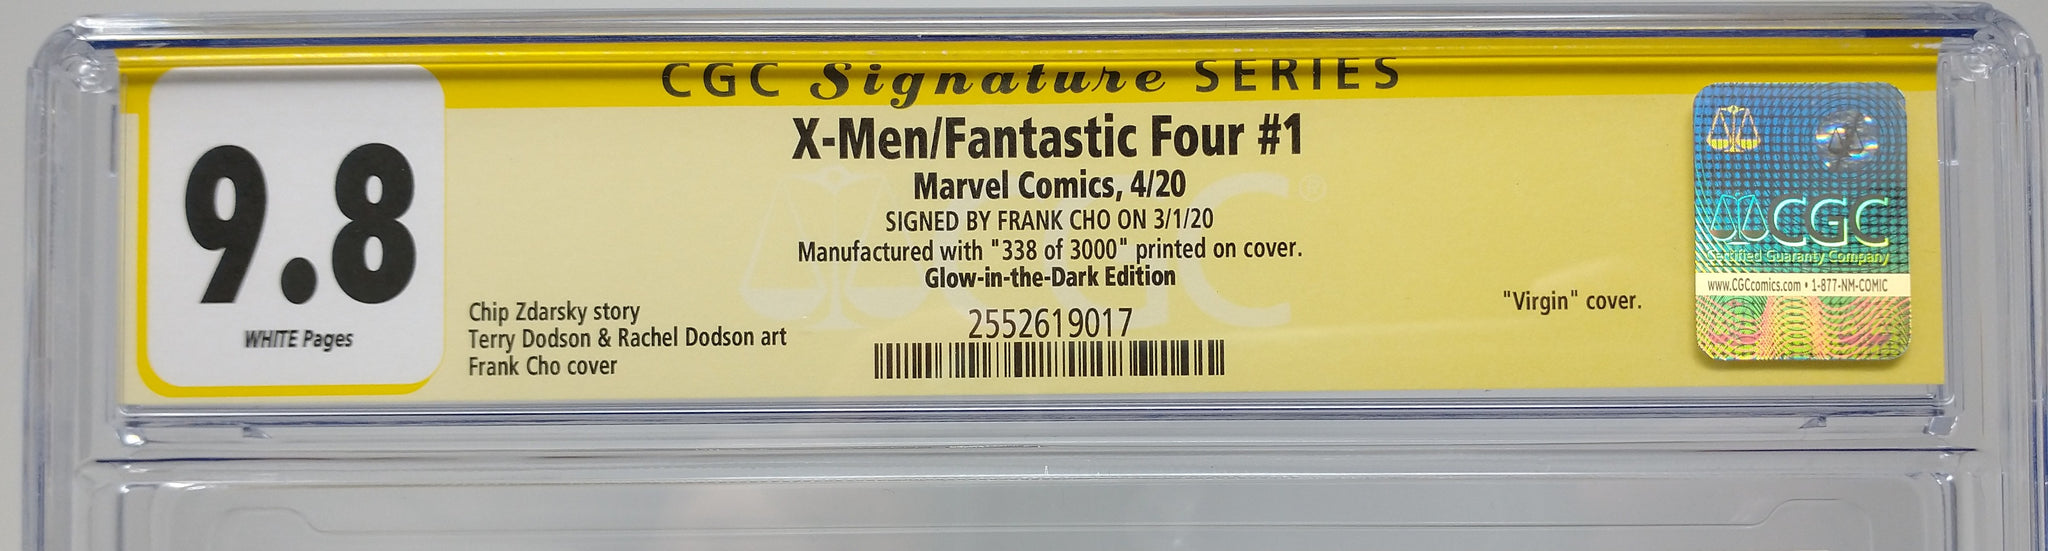 CGC Signature SERIES
9.8
WHITE Pages
X-Men/Fantastic Four #1
Marvel Comics, 4/20
SIGNED BY FRANK CHO ON 3/1/20
Manufactured with "338 of 3000" printed on cover.
Glow-in-the-Dark Edition
Chip Zdarsky story
Terry Dodson & Rachel Dodson art
Frank Cho cover
2552619017
"Virgin" cover.
CGC
Certified Guaranty Company
www.CGCcomics.com • 1-877-NM-COMIC
CGC ®